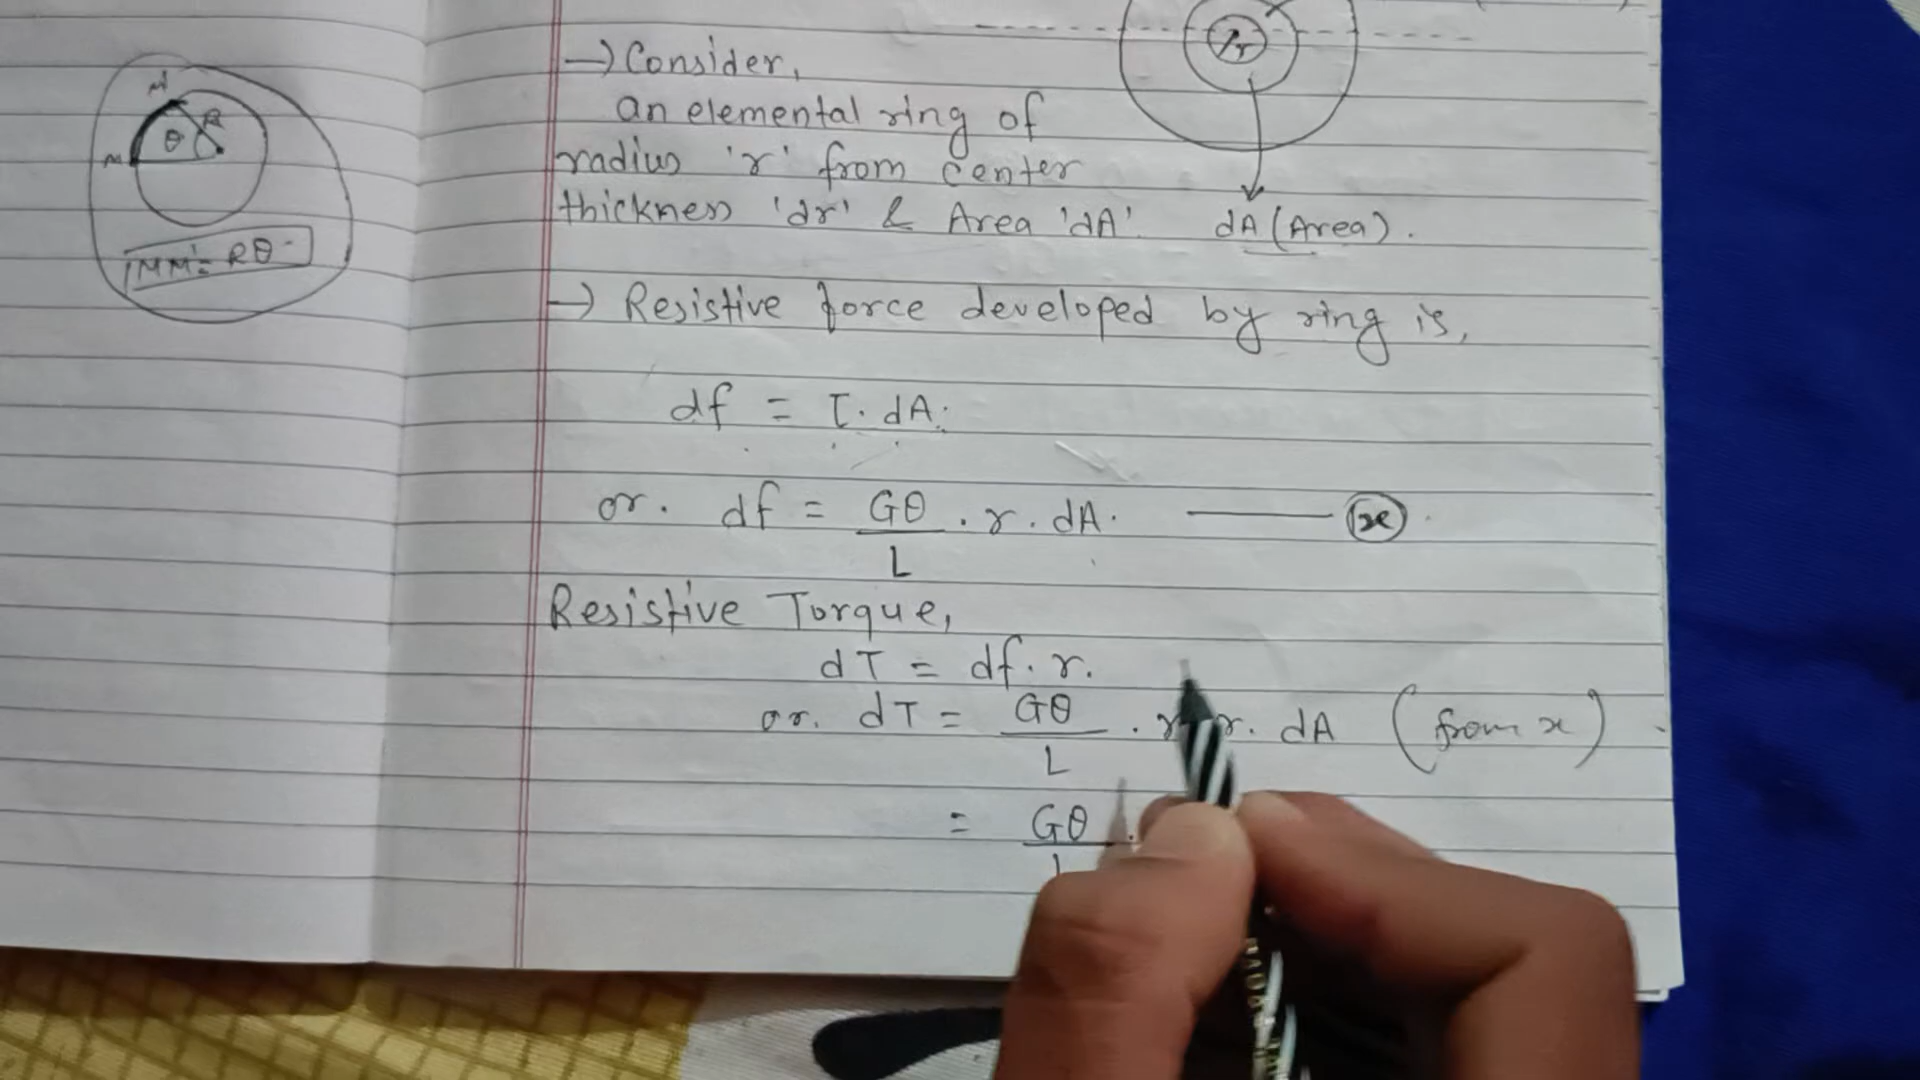 M'
R
θ
M
MM' = Rθ
r
→ Consider,
an elemental ring of
radius 'r' from center
thickness 'dr' & Area 'dA'. dA (Area).
→ Resistive force developed by ring is,
df = τ. dA.
or. df = Gθ/L . r. dA. —— (x)
Resistive Torque,
dT = df. r.
or. dT = Gθ/L . r. r. dA (from x)
= Gθ/L .